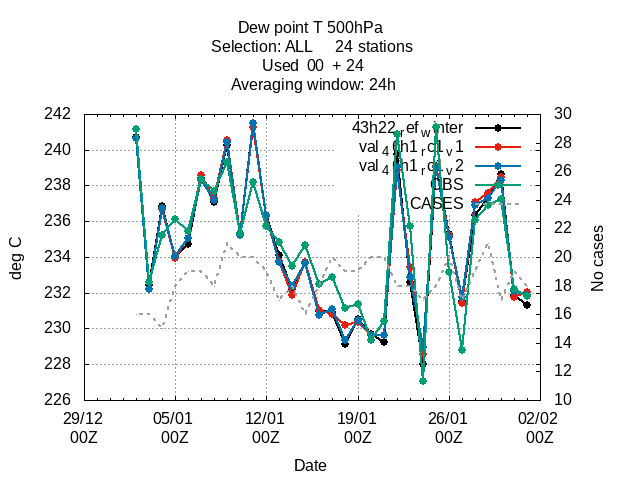 Dew point T 500hPa
Selection: ALL 24 stations
Used 00 + 24
Averaging window: 24h
242
240
238
236
234
232
230
228
226
30
28
26
24
22
20
18
16
14
12
10
deg C
No cases
43h22_ref_winter
CASES
29/12 05/01 12/01 19/01 26/01 02/02
00Z 00Z 00Z 00Z 00Z 00Z
Date